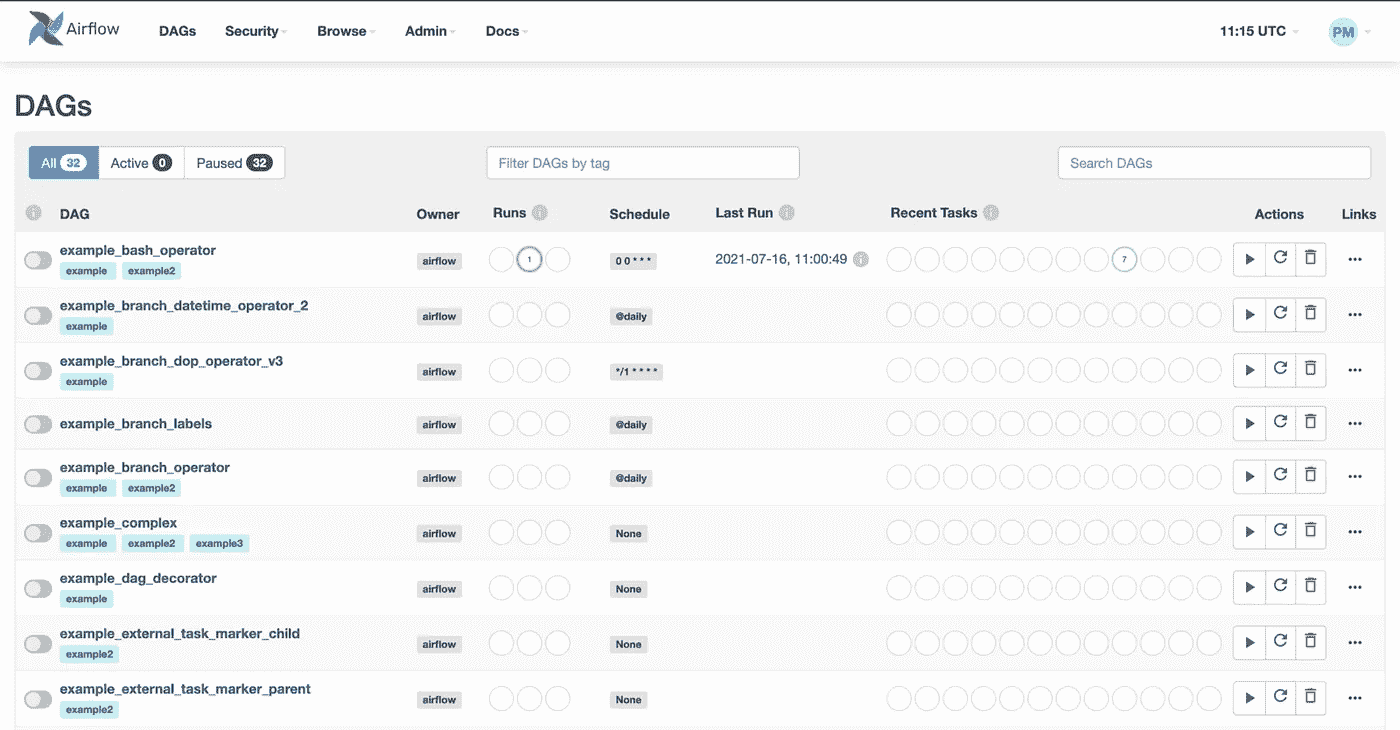 Airflow DAGs Security Browse Admin Docs 11:15 UTC PM
DAGs
All 32 Active 0 Paused 32 Filter DAGs by tag Search DAGs
i DAG Owner Runs i Schedule Last Run i Recent Tasks i Actions Links
example_bash_operator
example example2
airflow 1 0 0 * * * 2021-07-16, 11:00:49 i 7
example_branch_datetime_operator_2
example
airflow @daily
example_branch_dop_operator_v3
example
airflow */1 * * * *
example_branch_labels airflow @daily
example_branch_operator
example example2
airflow @daily
example_complex
example example2 example3
airflow None
example_dag_decorator
example
airflow None
example_external_task_marker_child
example2
airflow None
example_external_task_marker_parent
example2
airflow None